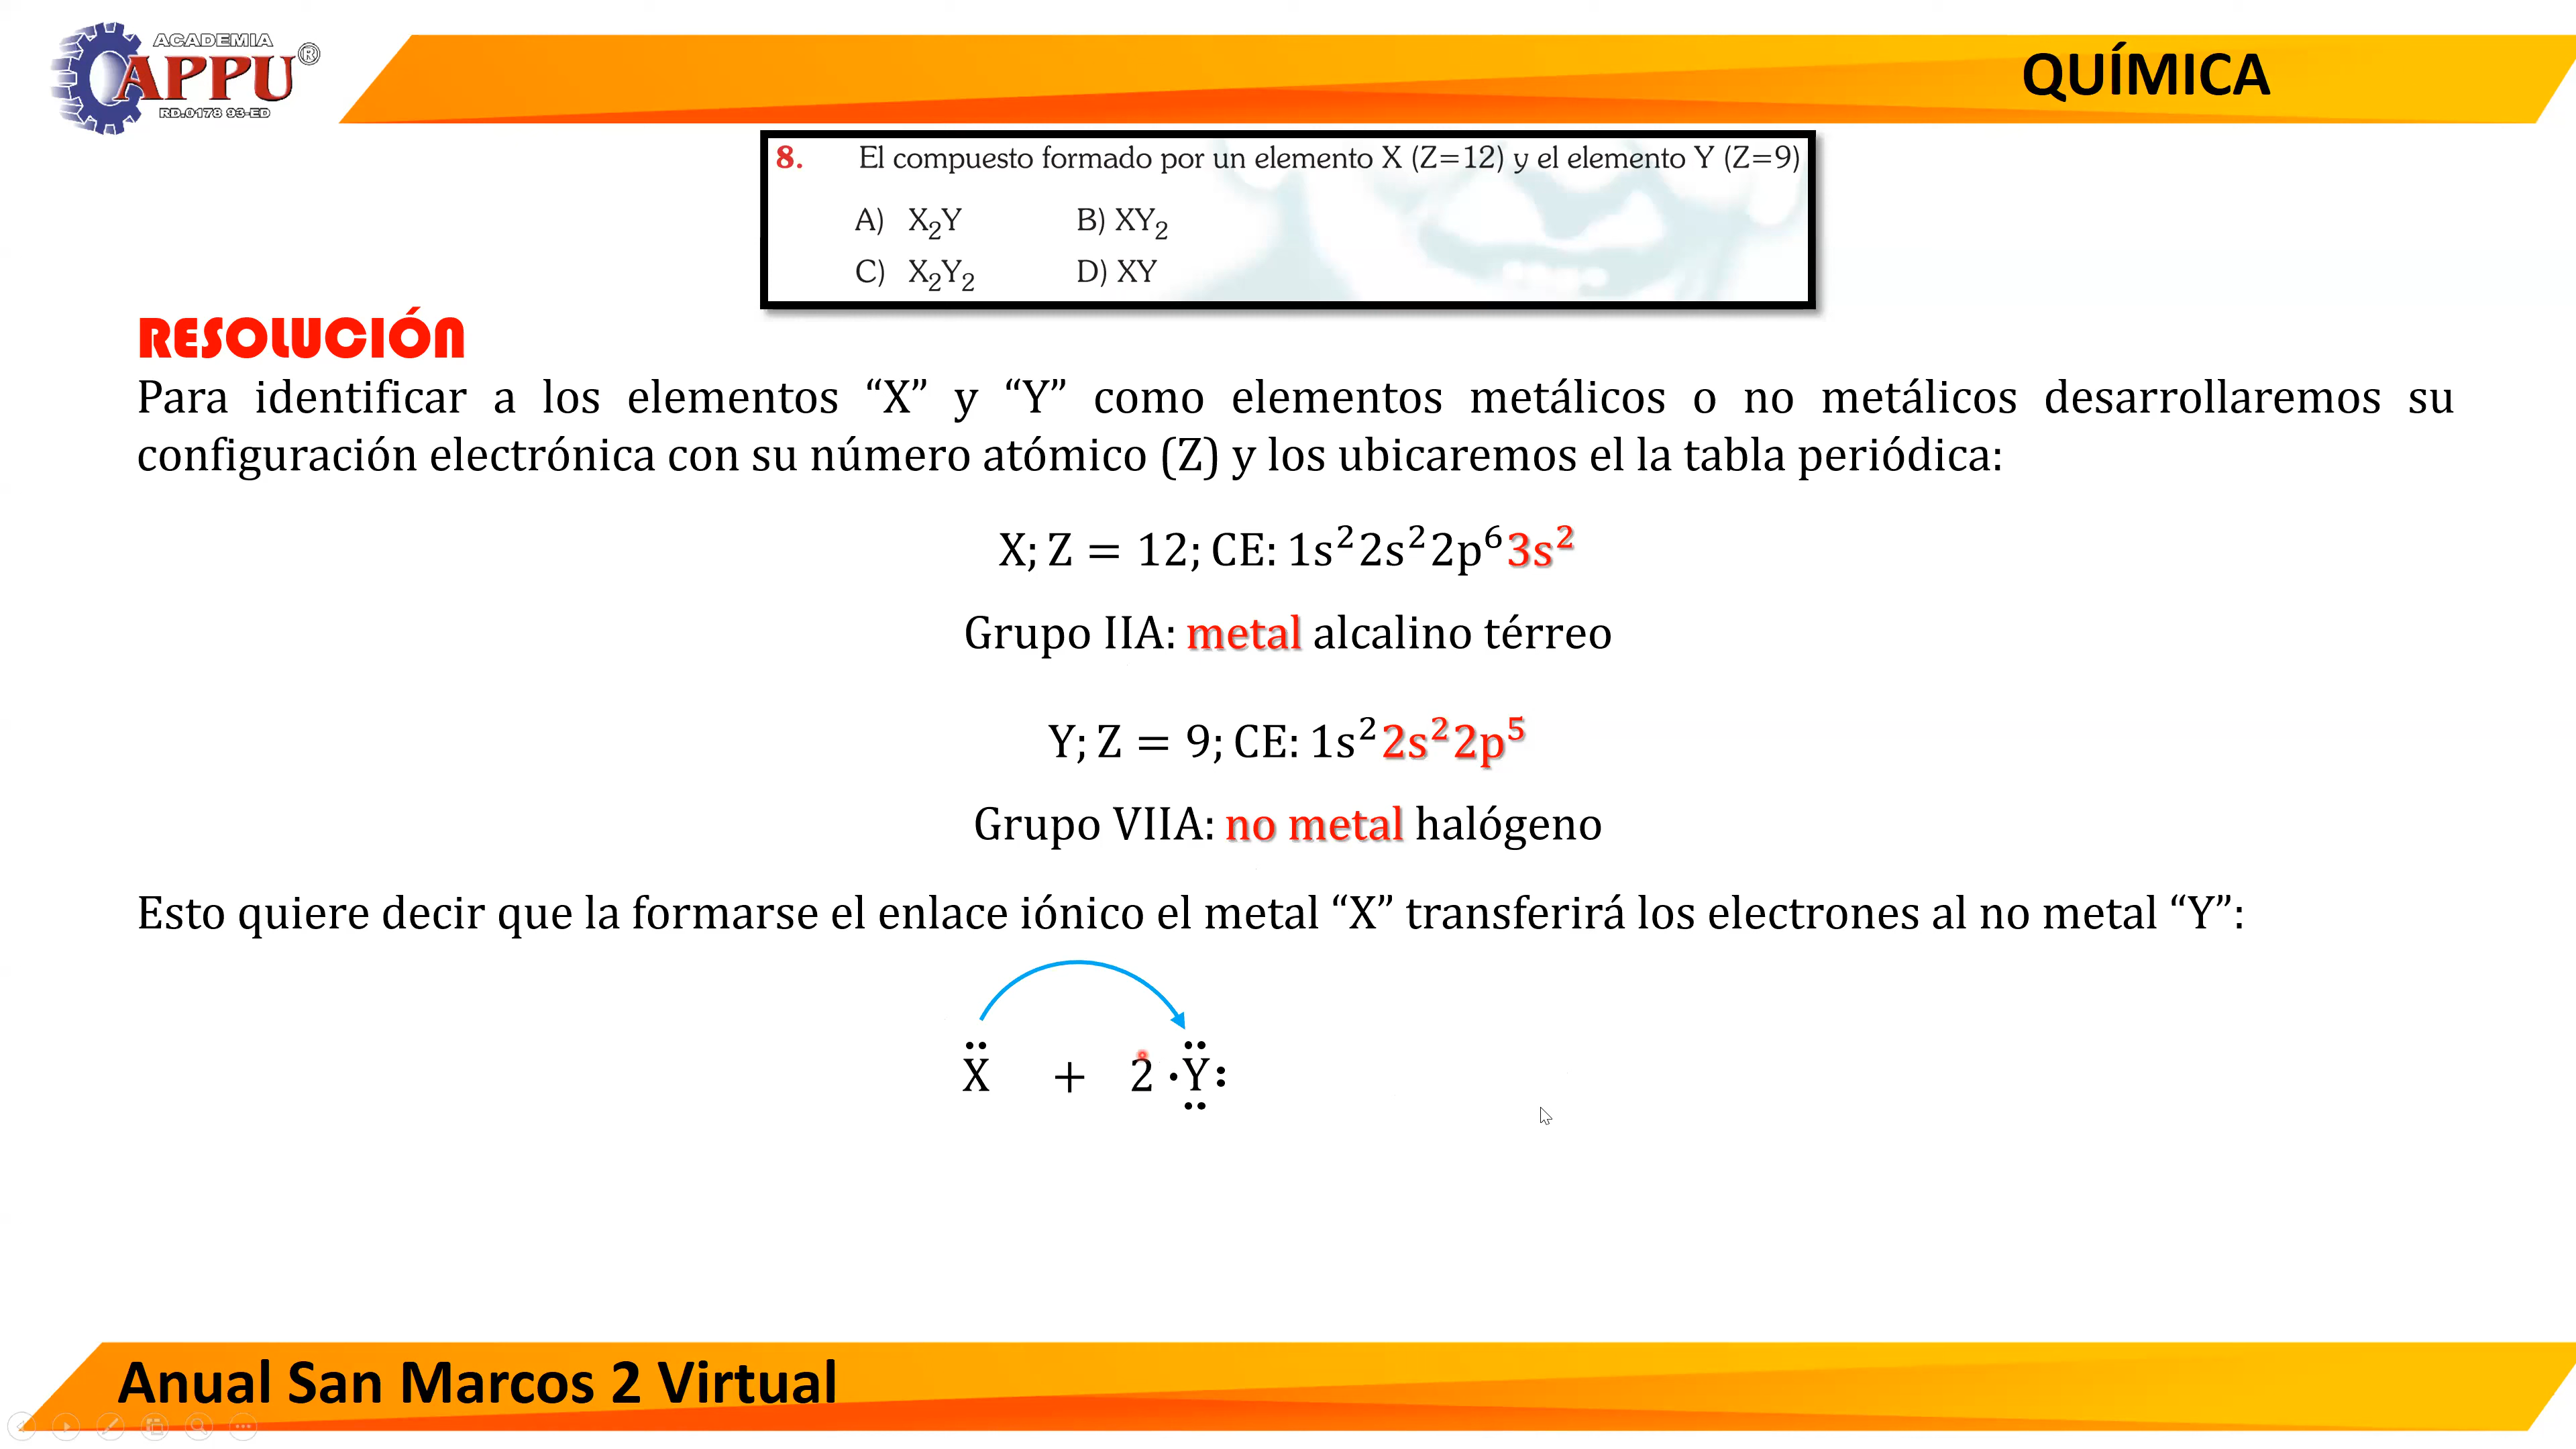 ACADEMIA
APPU ®
RD.0178 93-ED
QUÍMICA
8. El compuesto formado por un elemento X (Z=12) y el elemento Y (Z=9)
A) X₂Y B) XY₂
C) X₂Y₂ D) XY
RESOLUCIÓN
Para identificar a los elementos “X” y “Y” como elementos metálicos o no metálicos desarrollaremos su
configuración electrónica con su número atómico (Z) y los ubicaremos el la tabla periódica:
X; Z = 12; CE: 1s²2s²2p⁶3s²
Grupo IIA: metal alcalino térreo
Y; Z = 9; CE: 1s²2s²2p⁵
Grupo VIIA: no metal halógeno
Esto quiere decir que la formarse el enlace iónico el metal “X” transferirá los electrones al no metal “Y”:
X + 2 ·Y:
Anual San Marcos 2 Virtual